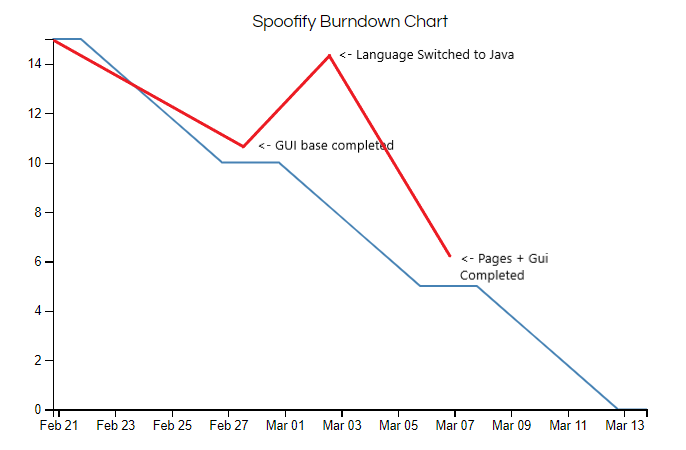 Spoofify Burndown Chart
14
<- Language Switched to Java
12
<- GUI base completed
10
8
6
<- Pages + Gui
Completed
4
2
0
Feb 21 Feb 23 Feb 25 Feb 27 Mar 01 Mar 03 Mar 05 Mar 07 Mar 09 Mar 11 Mar 13